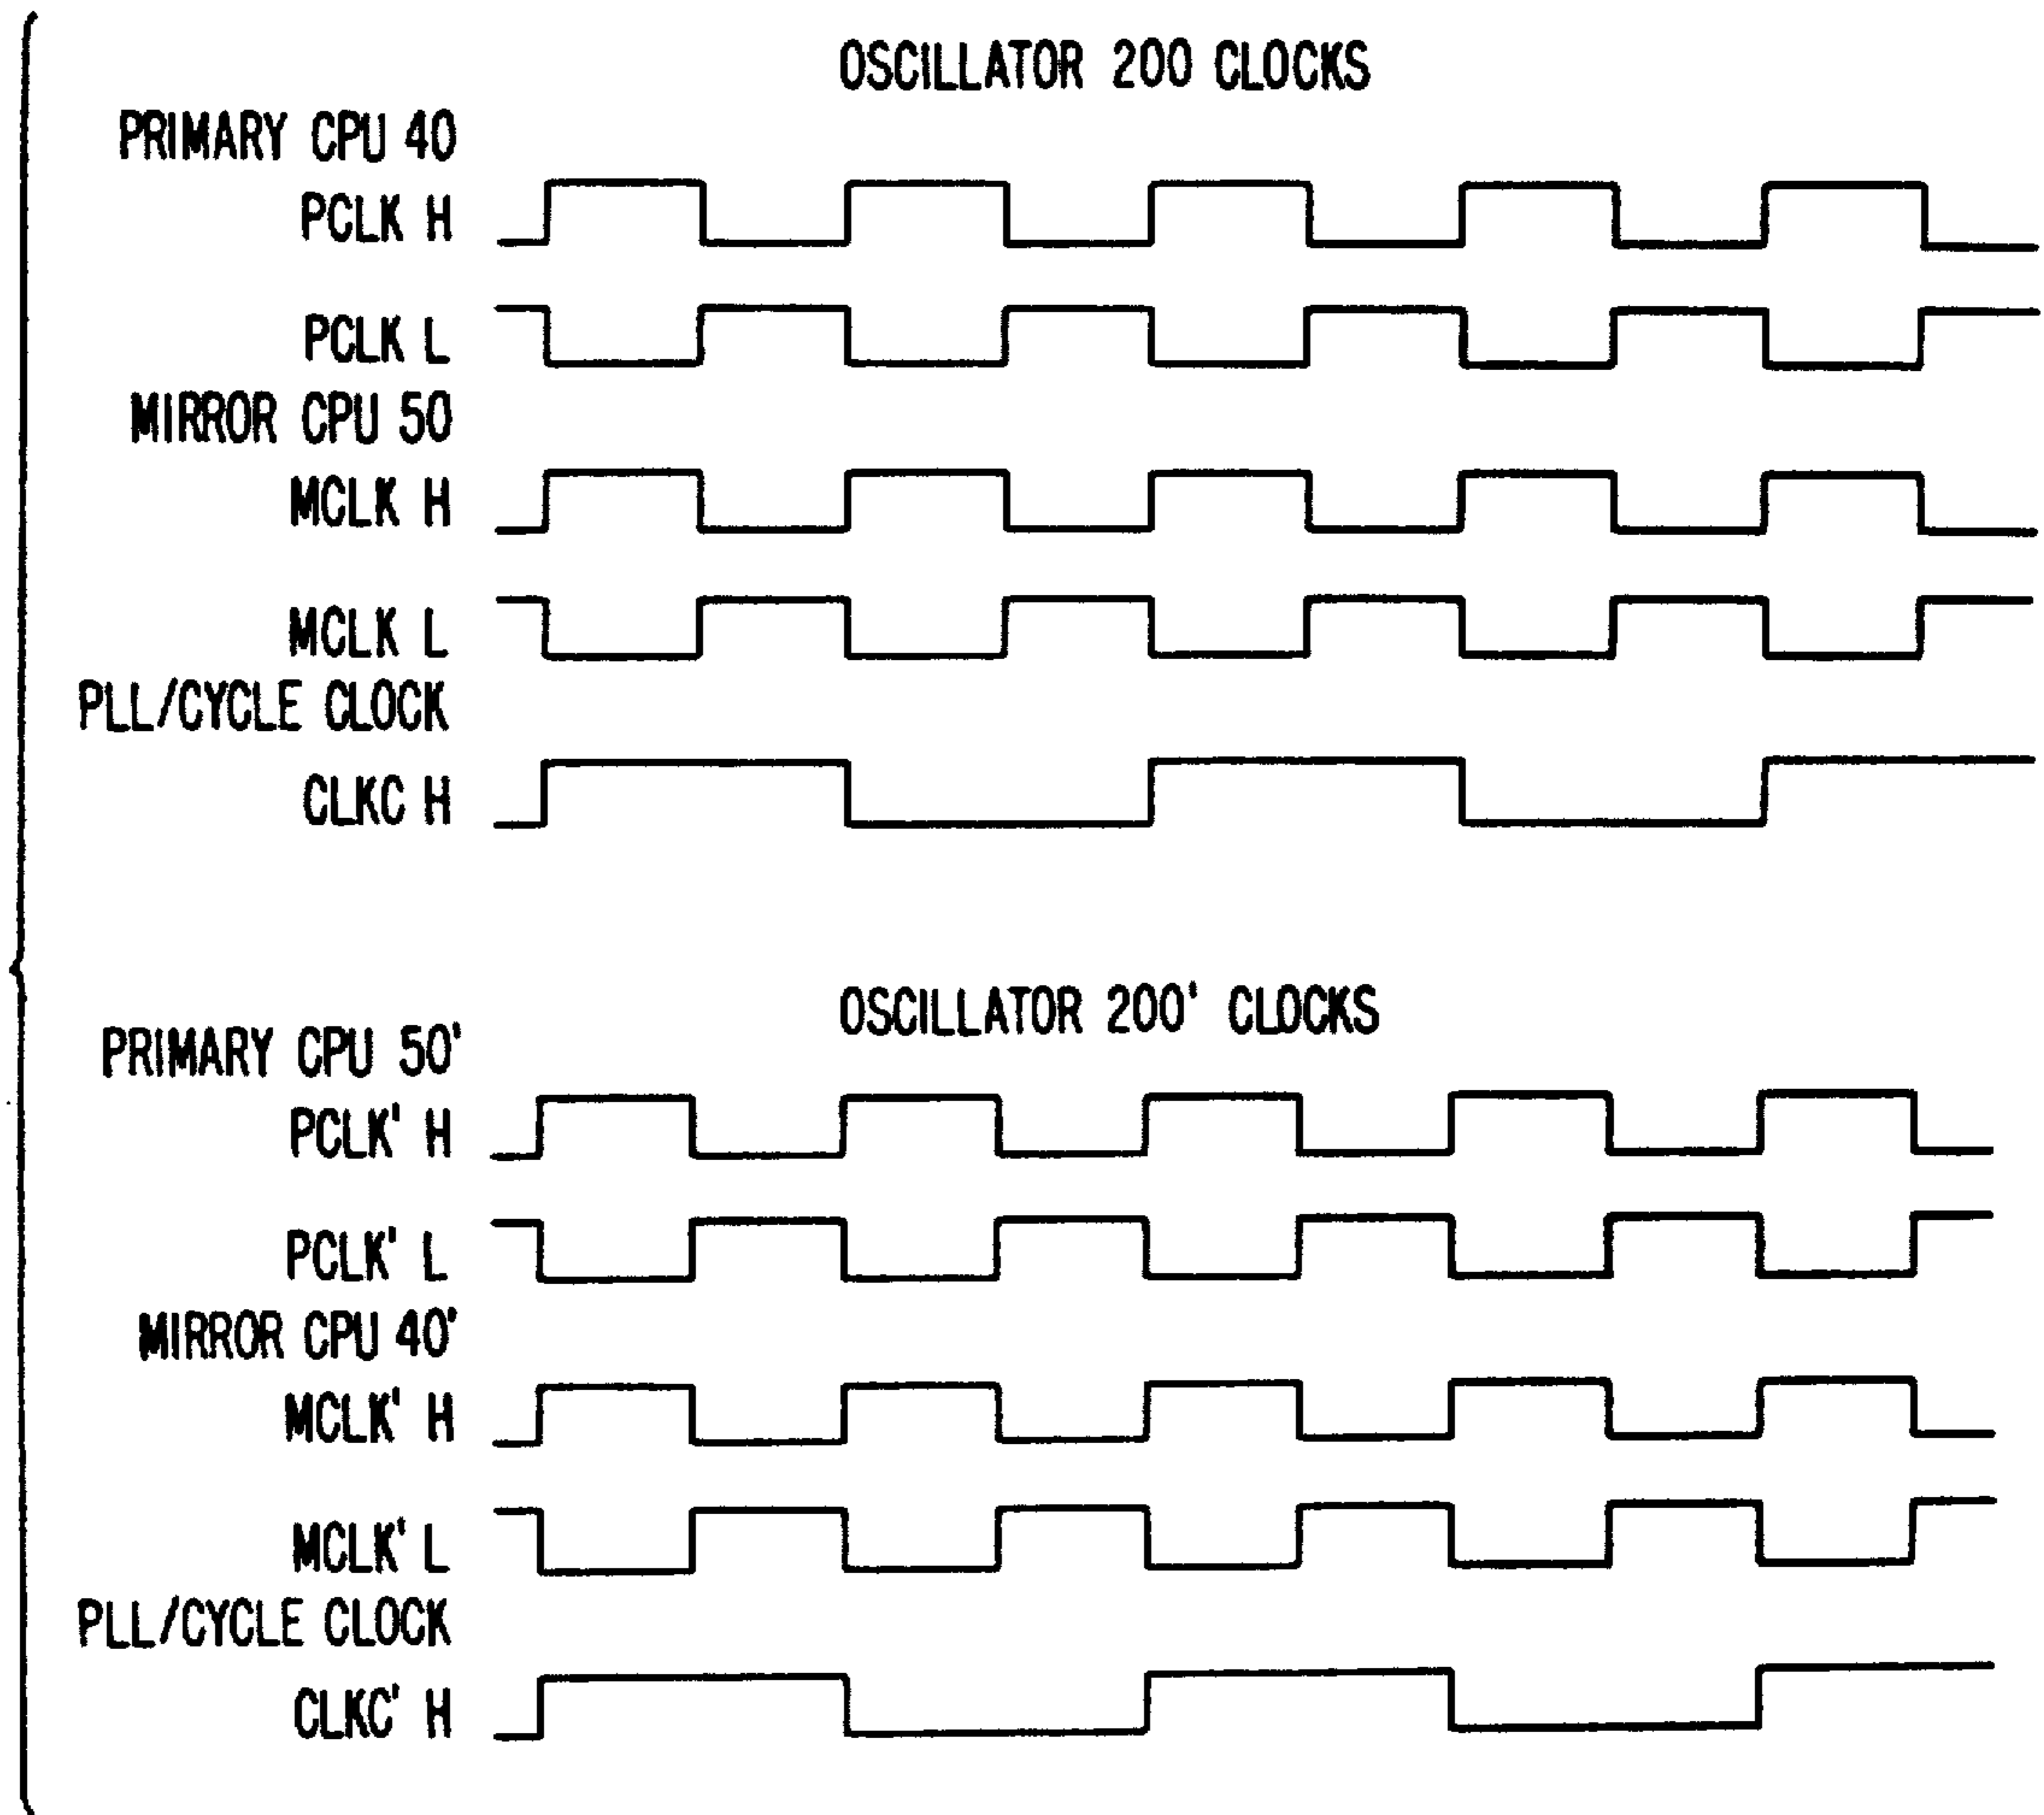 OSCILLATOR 200 CLOCKS
PRIMARY CPU 40
PCLK H
PCLK L
MIRROR CPU 50
MCLK H
MCLK L
PLL/CYCLE CLOCK
CLKC H
OSCILLATOR 200' CLOCKS
PRIMARY CPU 50'
PCLK' H
PCLK' L
MIRROR CPU 40'
MCLK' H
MCLK' L
PLL/CYCLE CLOCK
CLKC' H